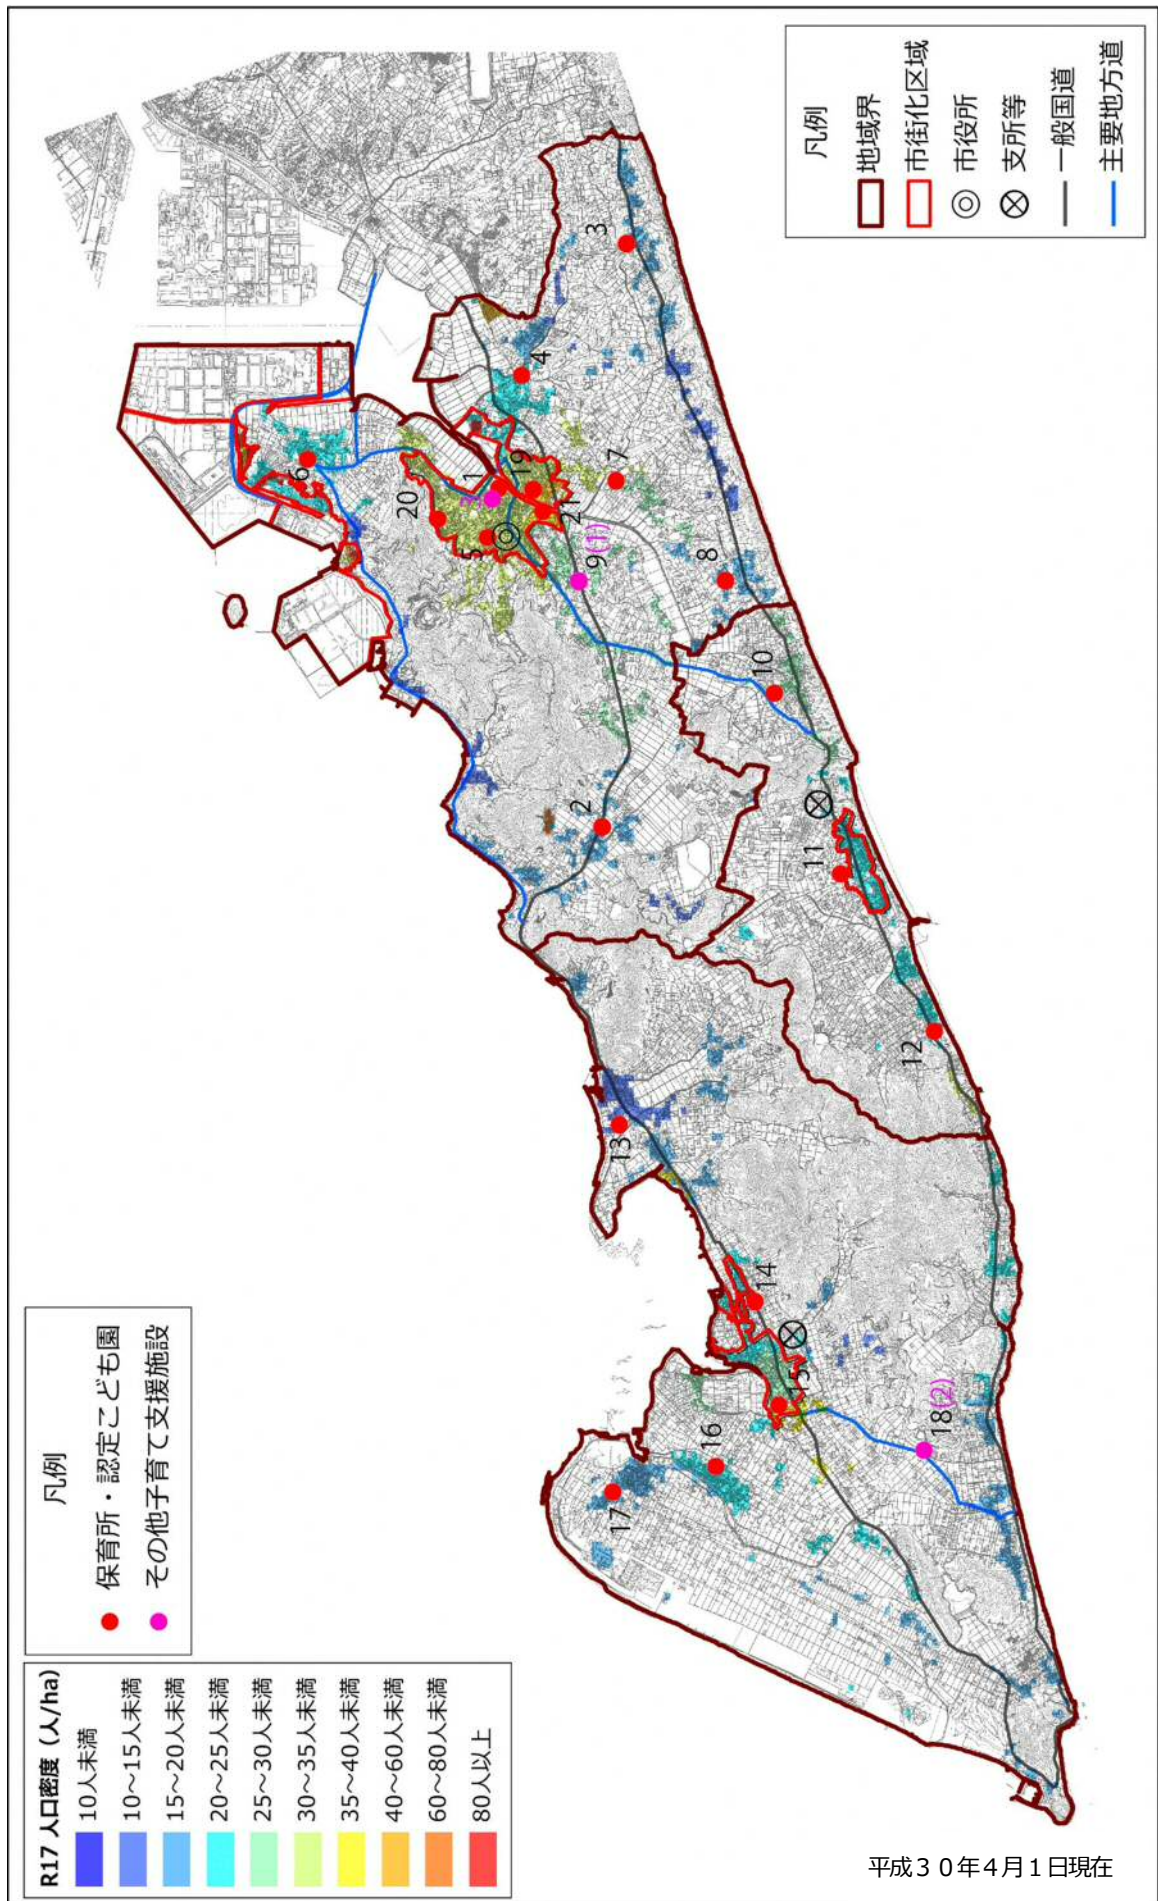 R17 人口密度（人/ha）
10人未満
10～15人未満
15～20人未満
20～25人未満
25～30人未満
30～35人未満
35～40人未満
40～60人未満
60～80人未満
80人以上
凡例
保育所・認定こども園
その他子育て支援施設
凡例
地域界
市街化区域
市役所
支所等
一般国道
主要地方道
17
16
15
18(2)
14
13
12
11
10
2
9(1)
8
7
20
5
6
1
19
21
4
3
平成３０年４月１日現在